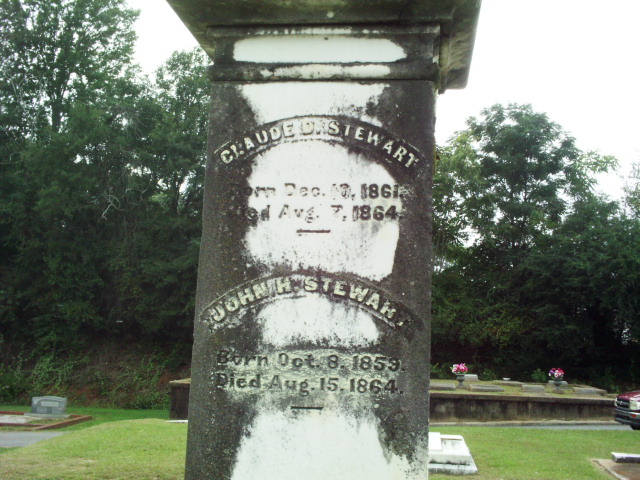 CLAUDE D. STEWART
Born Dec. 18, 1861.
Died Aug. 7, 1864.
JOHN H. STEWART
Born Oct. 8, 1859.
Died Aug. 15, 1864.